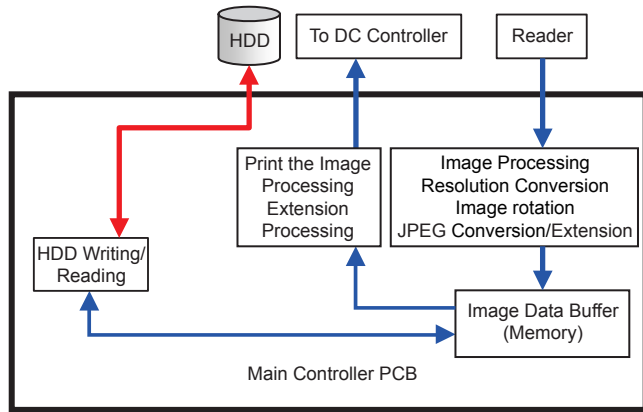 HDD
To DC Controller
Reader
Print the Image
Processing
Extension
Processing
Image Processing
Resolution Conversion
Image rotation
JPEG Conversion/Extension
HDD Writing/
Reading
Image Data Buffer
(Memory)
Main Controller PCB